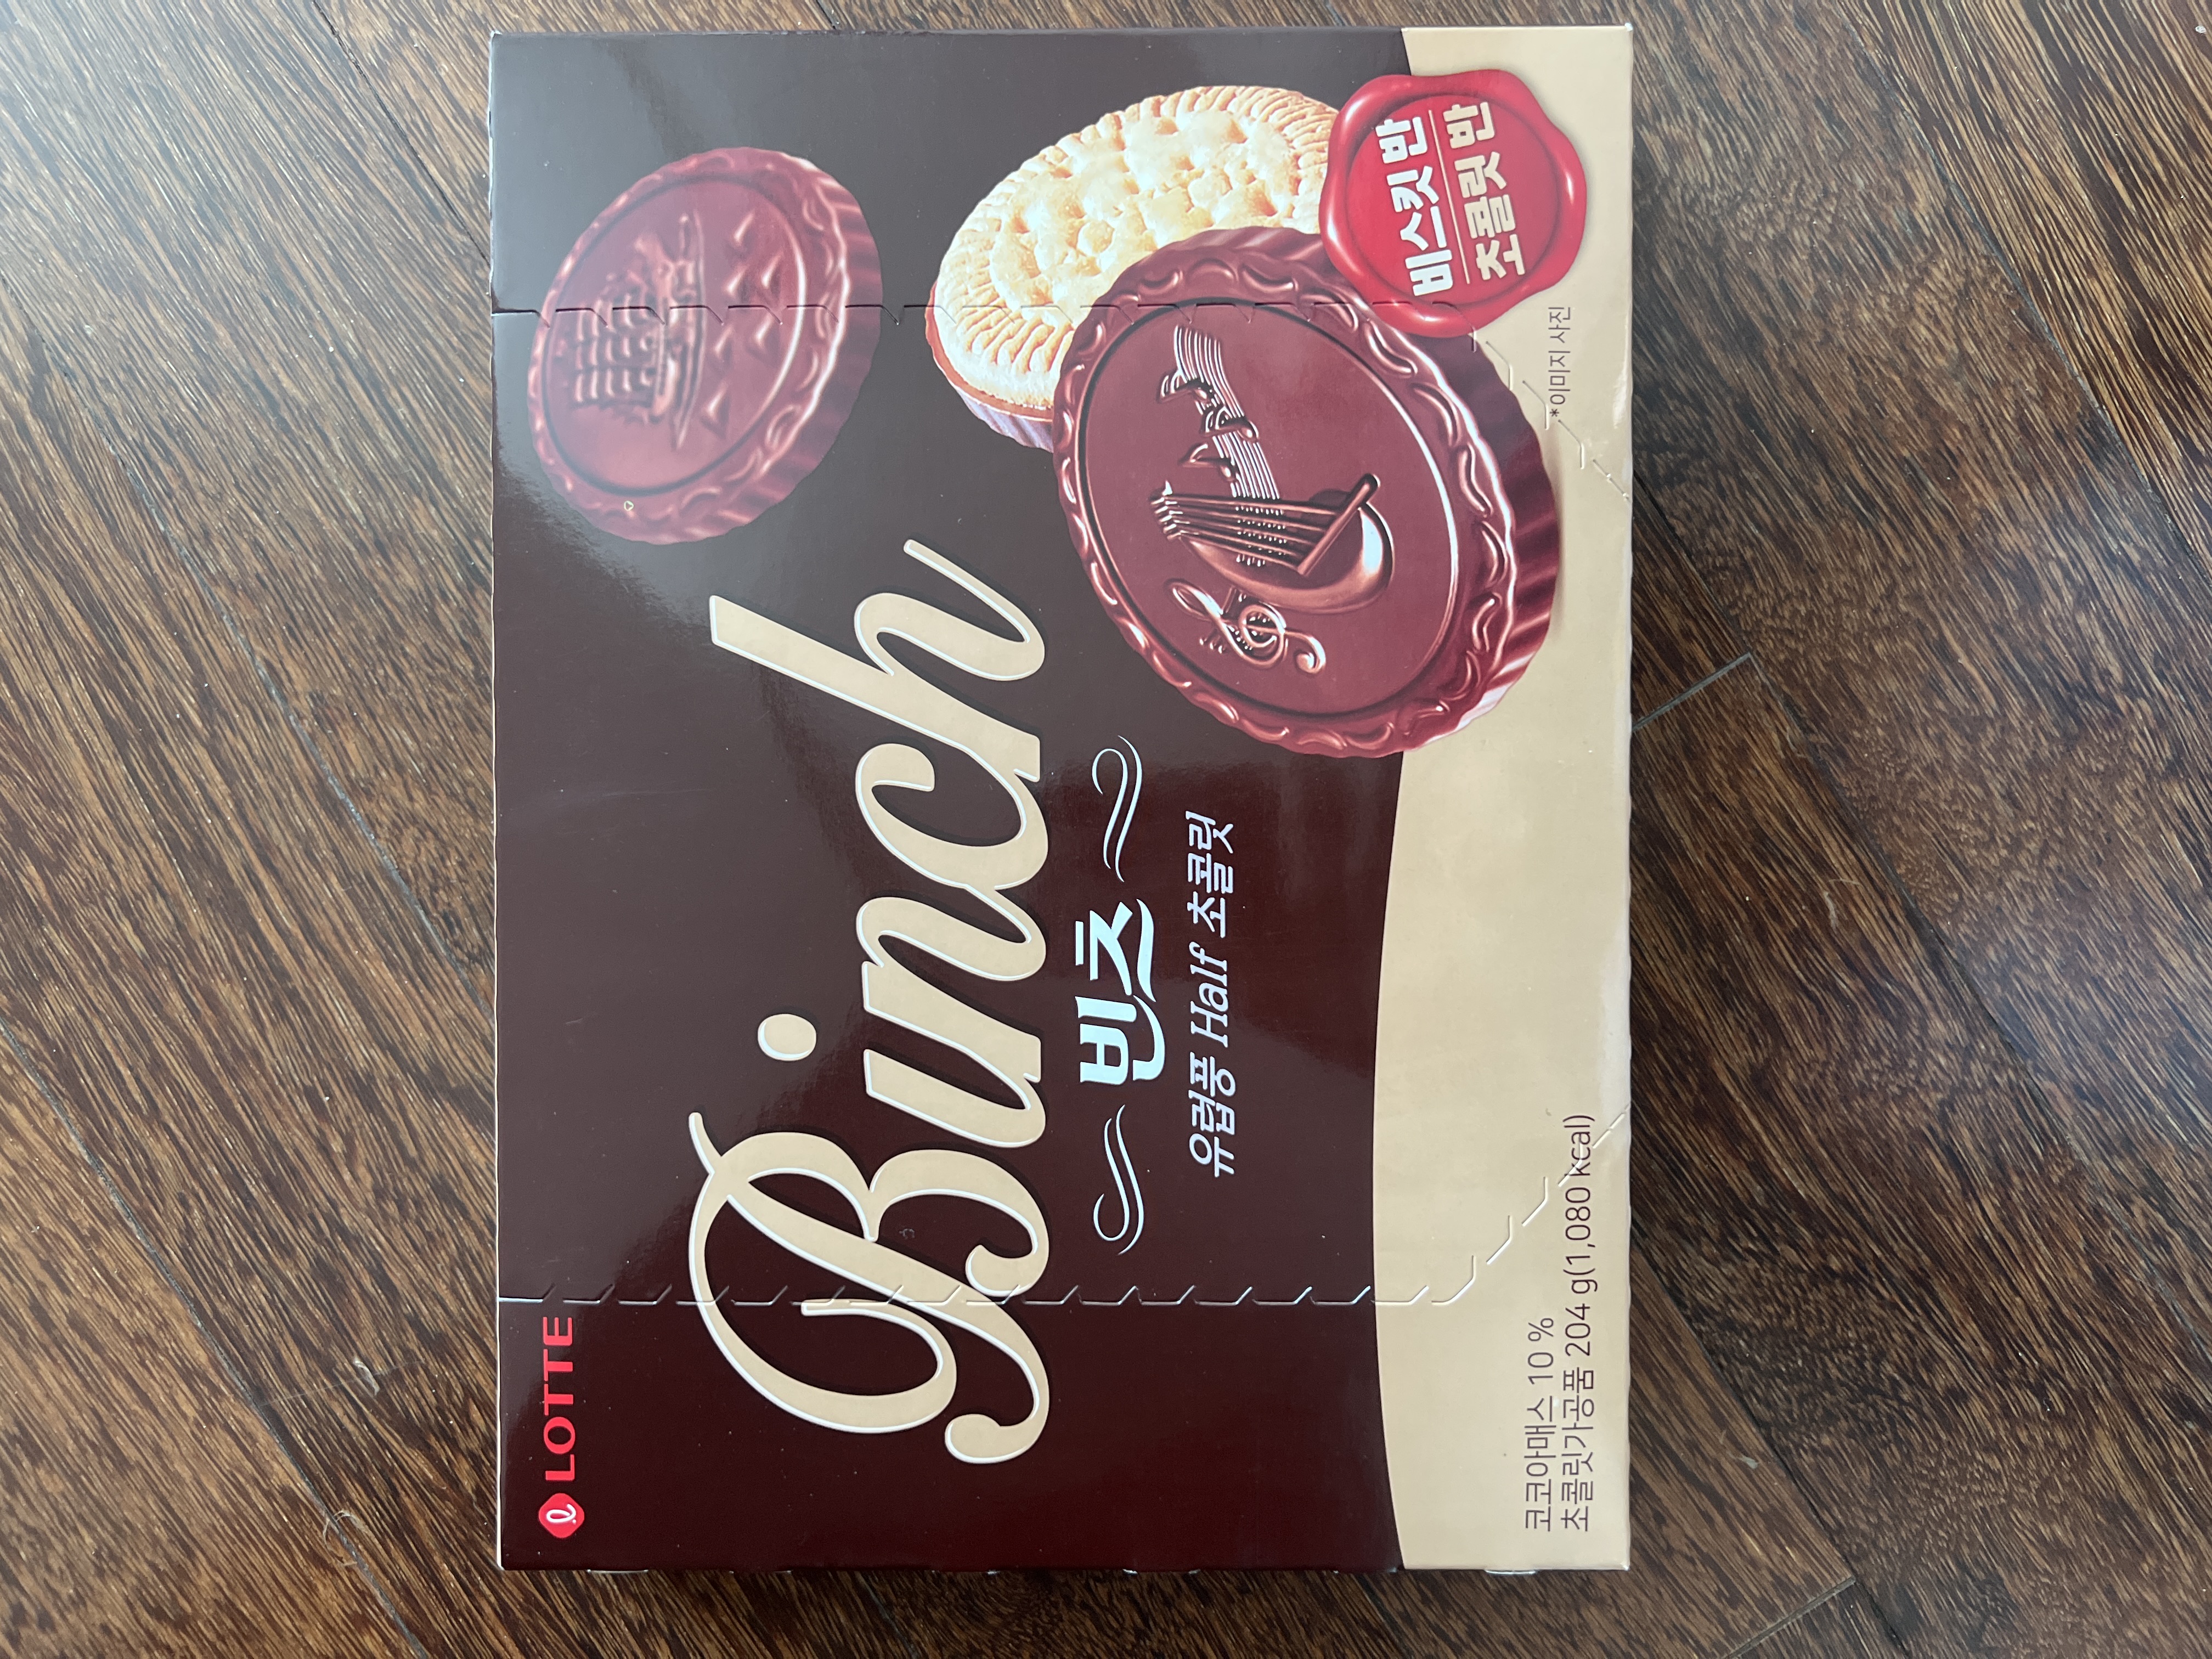 LOTTE
Binch
빈츠
유럽풍 Half 초콜릿
비스킷 반
초콜릿 반
*이미지 사진
코코아매스 10 %
초콜릿가공품 204 g(1,080 kcal)